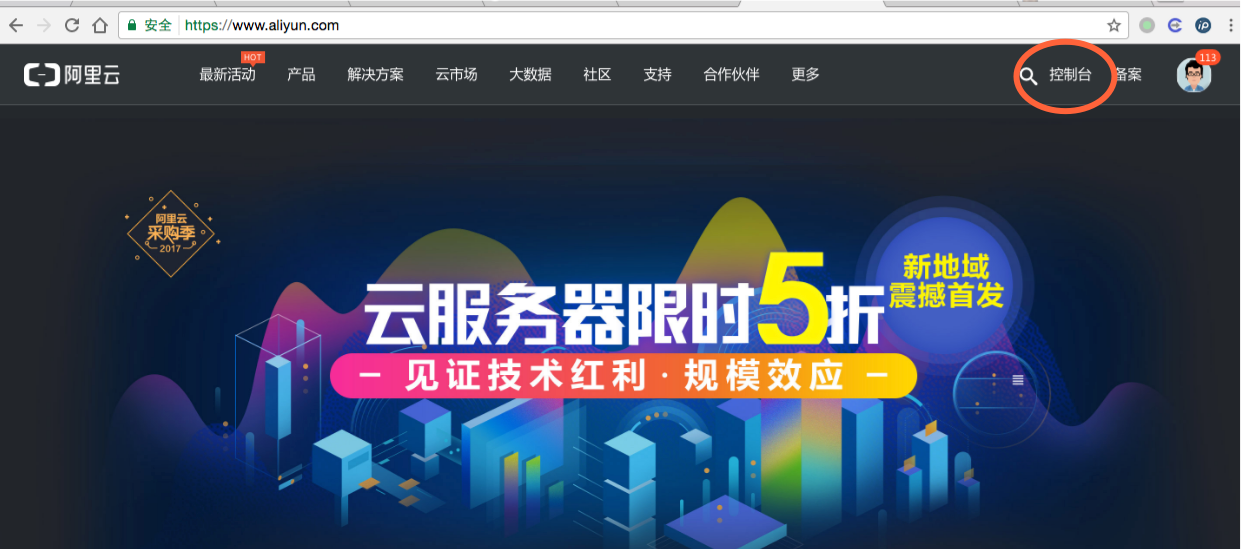 安全 https://www.aliyun.com
iP
阿里云 最新活动 HOT 产品 解决方案 云市场 大数据 社区 支持 合作伙伴 更多 控制台 备案 113
阿里云
采购季
2017
云服务器限时5折
新地域
震撼首发
— 见证技术红利·规模效应 —